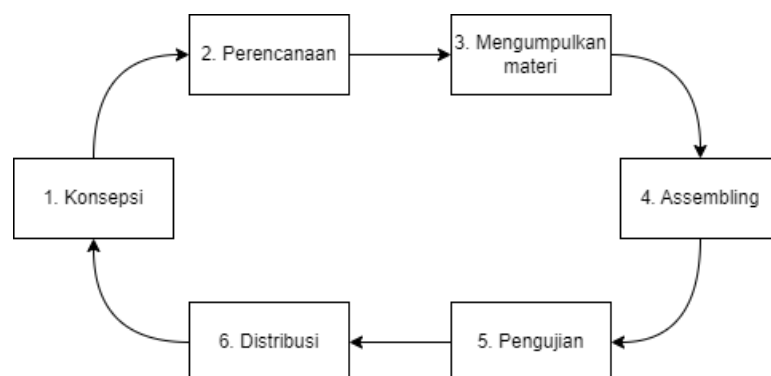 2. Perencanaan
3. Mengumpulkan
materi
1. Konsepsi
4. Assembling
6. Distribusi
5. Pengujian